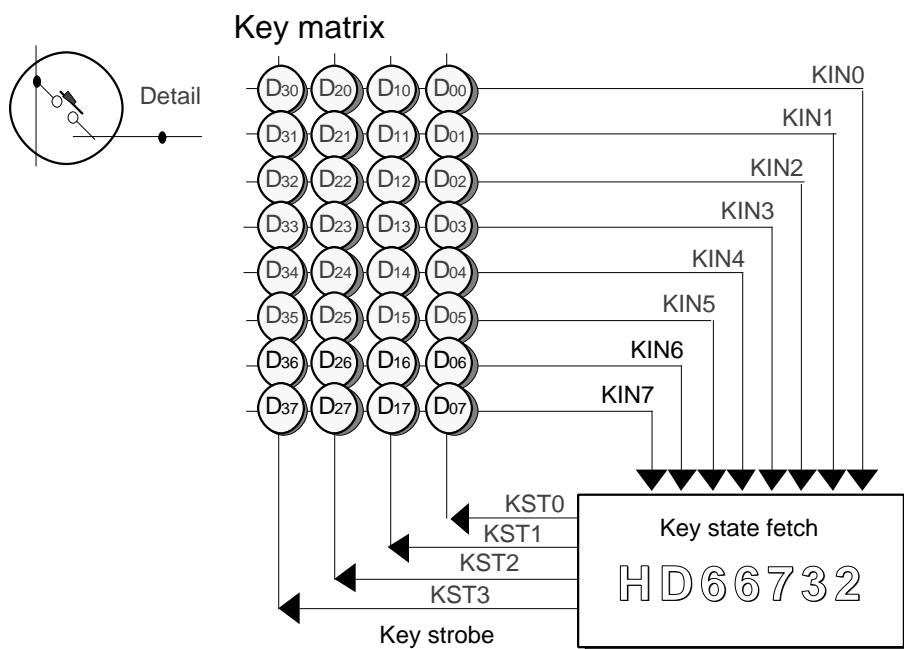 Key matrix
Detail
D30 D20 D10 D00 KIN0
D31 D21 D11 D01 KIN1
D32 D22 D12 D02 KIN2
D33 D23 D13 D03 KIN3
D34 D24 D14 D04 KIN4
D35 D25 D15 D05 KIN5
D36 D26 D16 D06 KIN6
D37 D27 D17 D07 KIN7
KST0
KST1
KST2
KST3
Key strobe
Key state fetch
HD66732